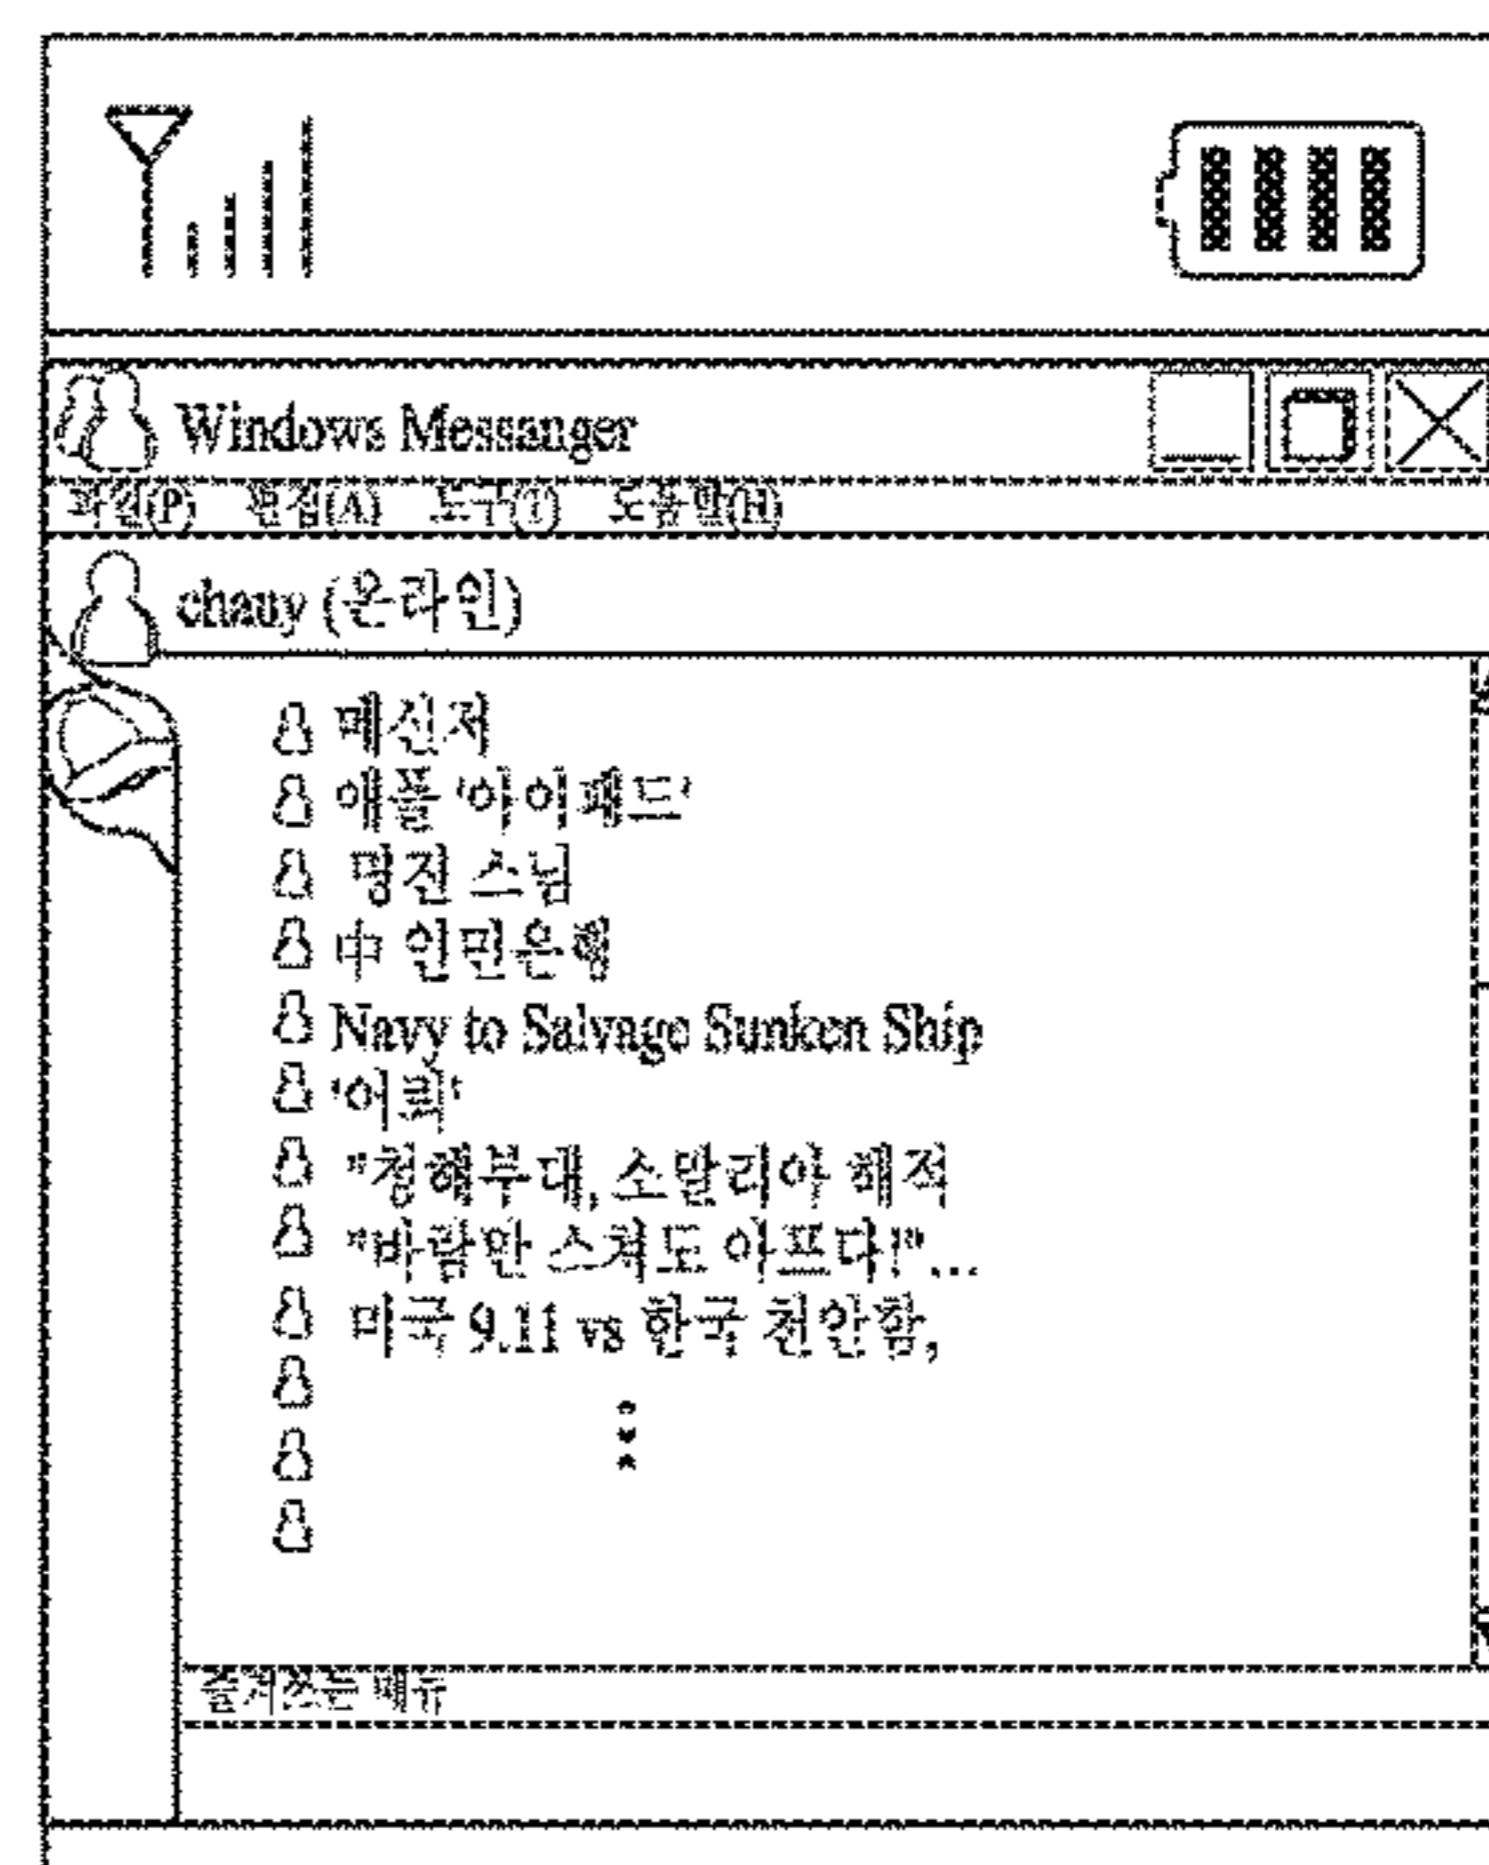 Windows Messanger
파일(P) 편집(A) 도구(T) 도움말(H)
chauy (온라인)
메신저
애플 '아이패드'
명진 스님
中 인민은행
Navy to Salvage Sunken Ship
'이팔'
"청해부대, 소말리아 해적
"바람만 스쳐도 아프다!"...
미국 9.11 vs 한국 천안함,
즐겨쓰는 메뉴